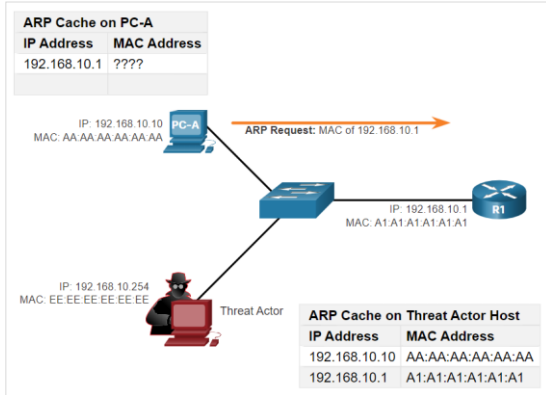 ARP Cache on PC-A
IP Address MAC Address
192.168.10.1 ????
IP: 192.168.10.10
MAC: AA:AA:AA:AA:AA:AA
PC-A
ARP Request: MAC of 192.168.10.1
IP: 192.168.10.1
MAC: A1:A1:A1:A1:A1:A1
R1
IP: 192.168.10.254
MAC: EE:EE:EE:EE:EE:EE
Threat Actor
ARP Cache on Threat Actor Host
IP Address MAC Address
192.168.10.10 AA:AA:AA:AA:AA:AA
192.168.10.1 A1:A1:A1:A1:A1:A1